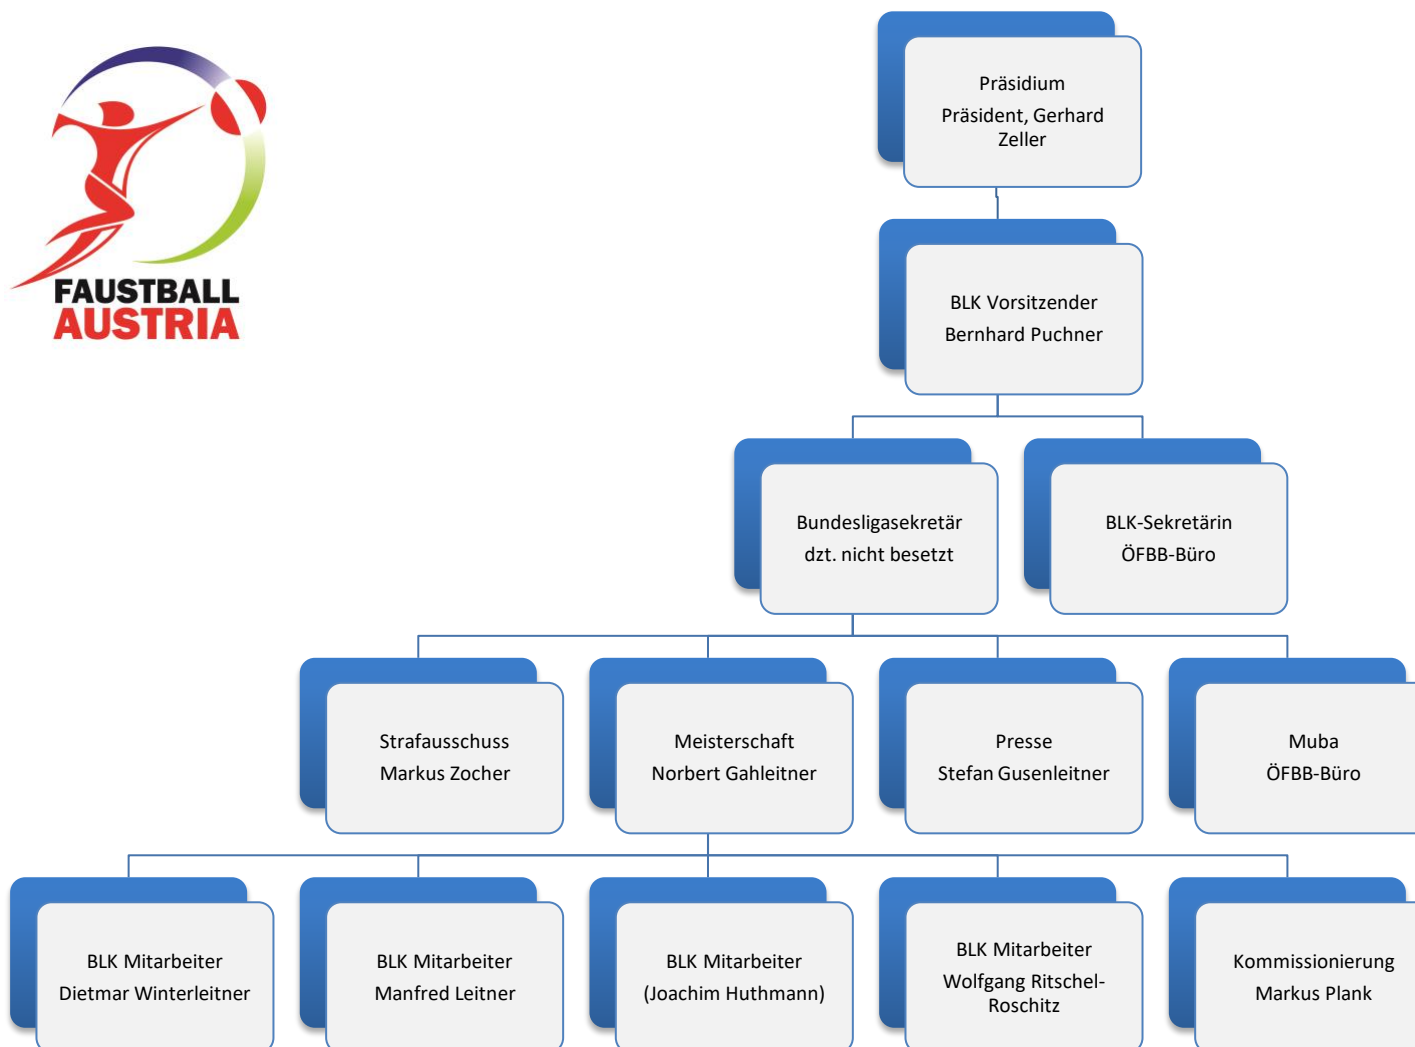 FAUSTBALL
AUSTRIA
Präsidium
Präsident, Gerhard
Zeller
BLK Vorsitzender
Bernhard Puchner
Bundesligasekretär
dzt. nicht besetzt
BLK-Sekretärin
ÖFBB-Büro
Strafausschuss
Markus Zocher
Meisterschaft
Norbert Gahleitner
Presse
Stefan Gusenleitner
Muba
ÖFBB-Büro
BLK Mitarbeiter
Dietmar Winterleitner
BLK Mitarbeiter
Manfred Leitner
BLK Mitarbeiter
(Joachim Huthmann)
BLK Mitarbeiter
Wolfgang Ritschel-
Roschitz
Kommissionierung
Markus Plank